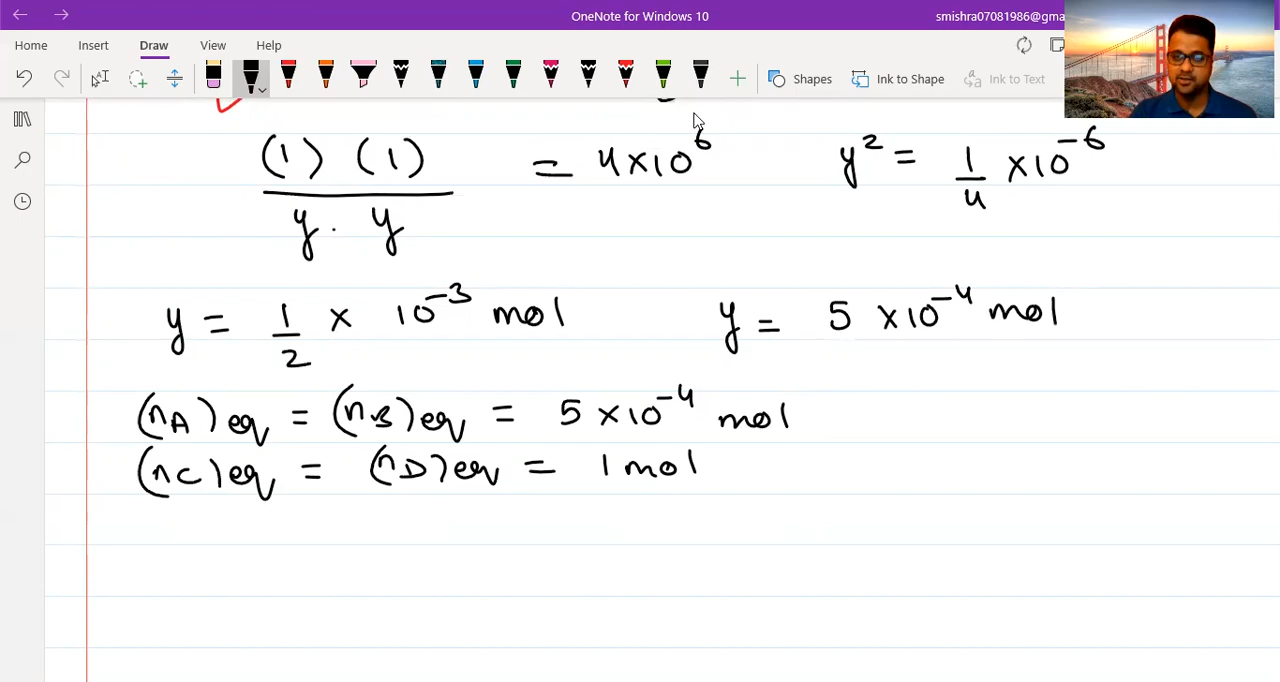 OneNote for Windows 10
smishra07081986@gma
Home Insert Draw View Help
Shapes Ink to Shape Ink to Text
(1) (1) / y . y = 4×10^6 y^2 = 1/4 ×10^-6
y = 1/2 × 10^-3 mol y = 5 ×10^-4 mol
(nA)eq = (nB)eq = 5 ×10^-4 mol
(nC)eq = (nD)eq = 1 mol